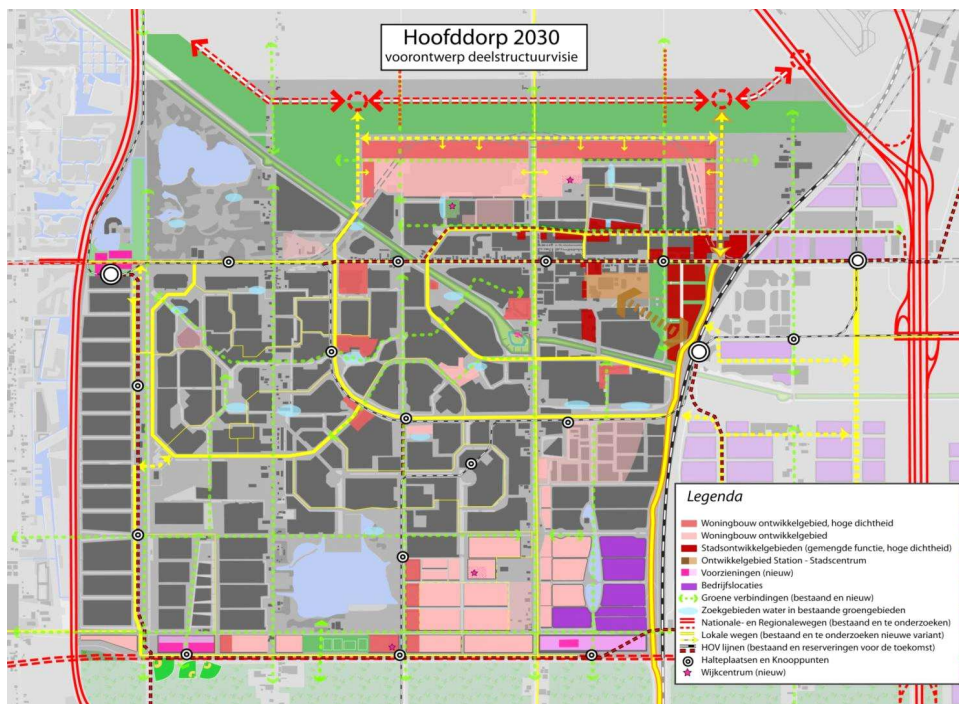 Hoofddorp 2030
voorontwerp deelstructuurvisie
Legenda
Woningbouw ontwikkelgebied, hoge dichtheid
Woningbouw ontwikkelgebied
Stadsontwikkelgebieden (gemengde functie, hoge dichtheid)
Ontwikkelgebied Station - Stadscentrum
Voorzieningen (nieuw)
Bedrijfslocaties
Groene verbindingen (bestaand en nieuw)
Zoekgebieden water in bestaande groengebieden
Nationale- en Regionalewegen (bestaand en te onderzoeken)
Lokale wegen (bestaand en te onderzoeken nieuwe variant)
HOV lijnen (bestaand en reserveringen voor de toekomst)
Halteplaatsen en Knooppunten
Wijkcentrum (nieuw)